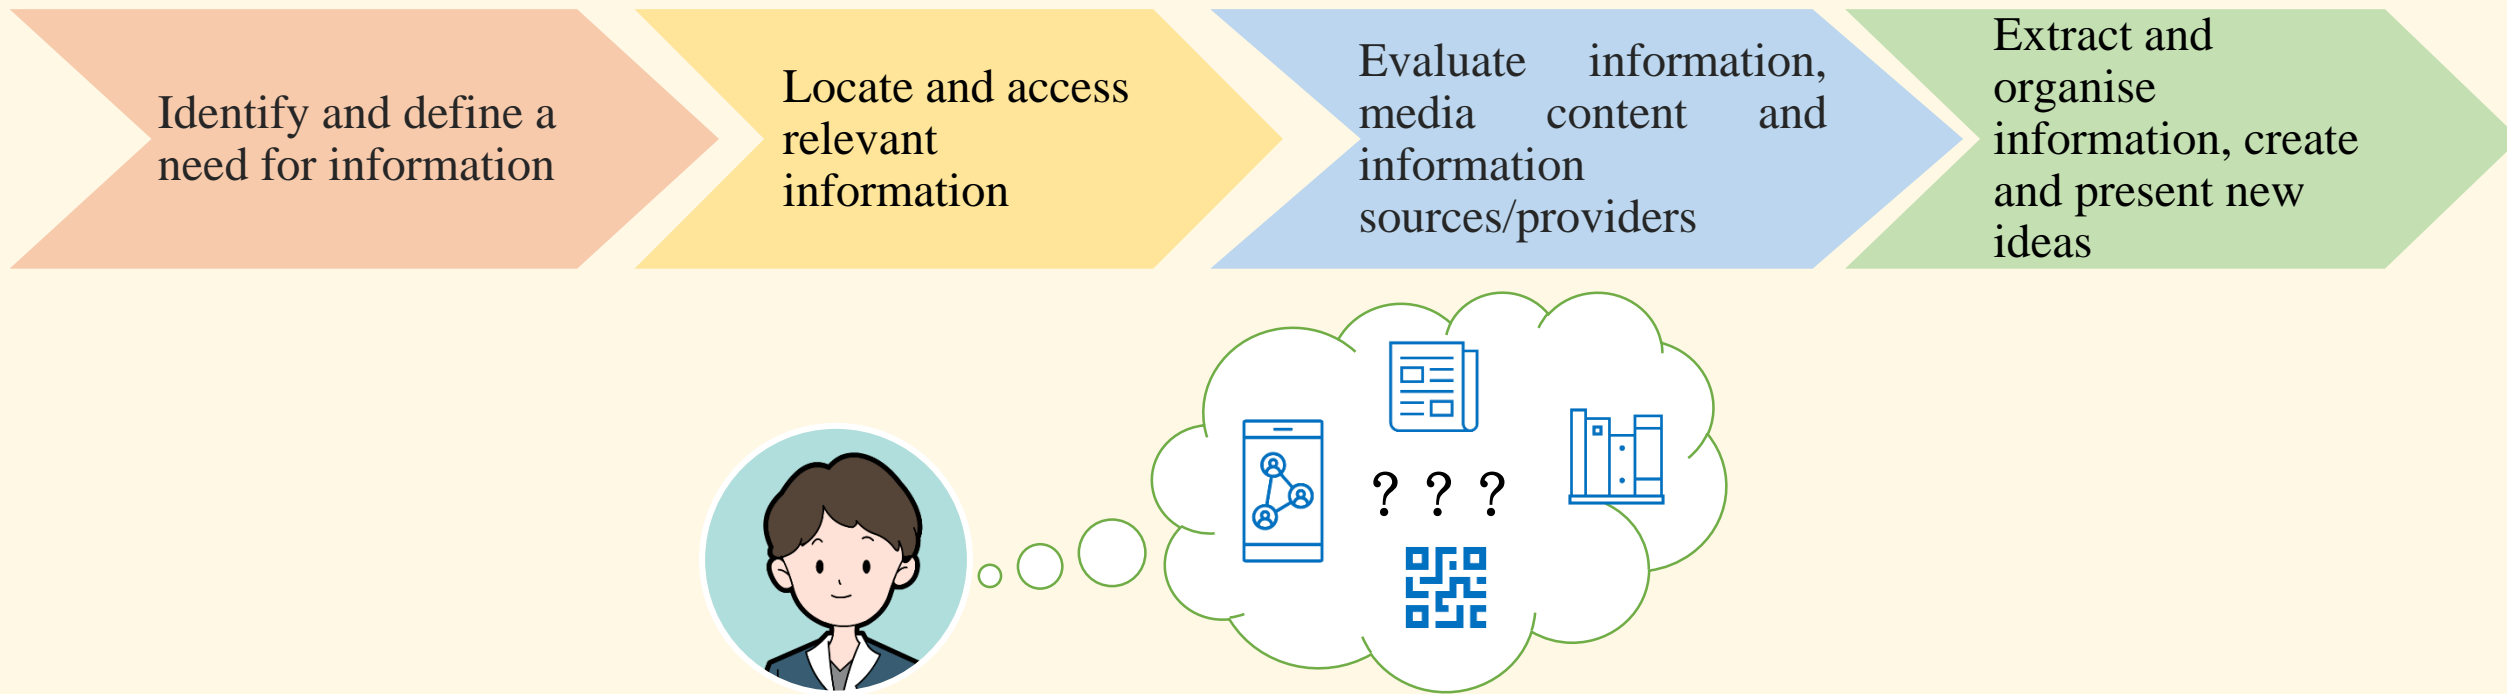 Identify and define a
need for information
Locate and access
relevant
information
Evaluate information,
media content and
information
sources/providers
Extract and
organise
information, create
and present new
ideas
? ? ?